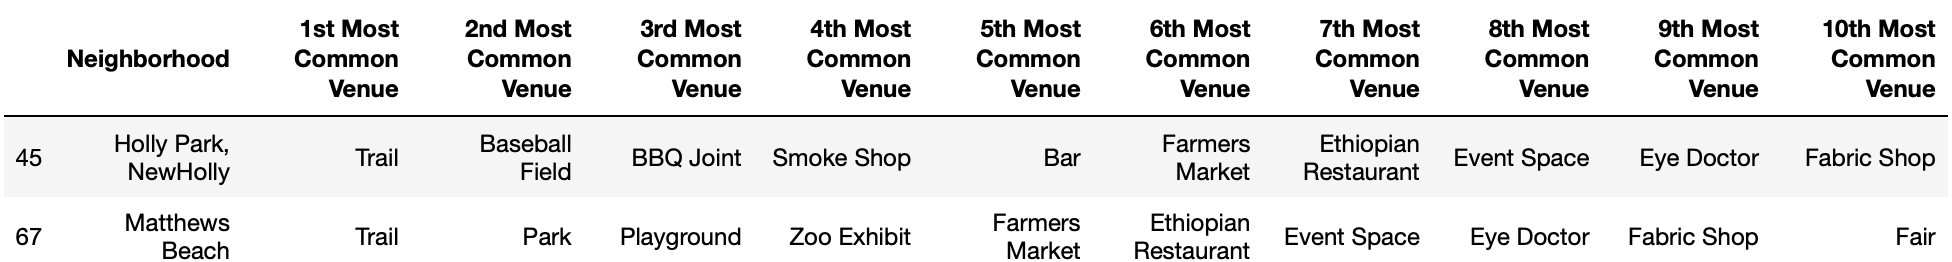 Neighborhood 1st Most Common Venue 2nd Most Common Venue 3rd Most Common Venue 4th Most Common Venue 5th Most Common Venue 6th Most Common Venue 7th Most Common Venue 8th Most Common Venue 9th Most Common Venue 10th Most Common Venue
45 Holly Park, NewHolly Trail Baseball Field BBQ Joint Smoke Shop Bar Farmers Market Ethiopian Restaurant Event Space Eye Doctor Fabric Shop
67 Matthews Beach Trail Park Playground Zoo Exhibit Farmers Market Ethiopian Restaurant Event Space Eye Doctor Fabric Shop Fair